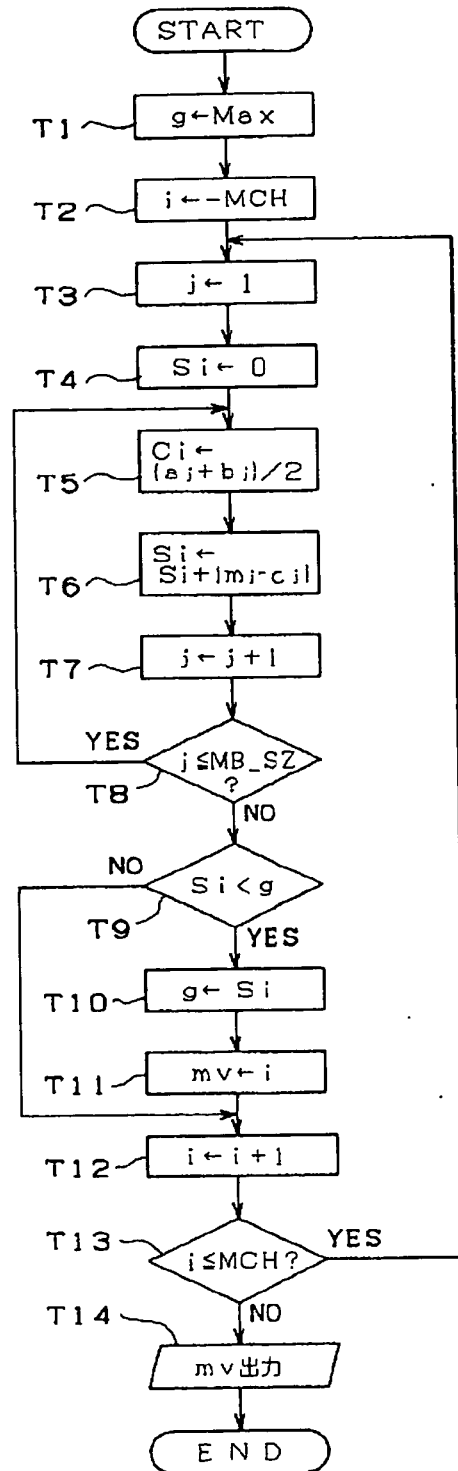 START
T1
g←Max
T2
i←-MCH
T3
j←1
T4
Si←0
T5
Ci←
(aj+bj)/2
T6
Si←
Si+|mj-cj|
T7
j←j+1
YES
j≦MB_SZ
?
T8
NO
NO
Si<g
T9
YES
T10
g←Si
T11
mv←i
T12
i←i+1
T13
i≦MCH?
YES
T14
NO
mv出力
END